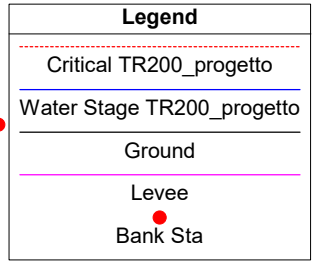 Legend
Critical TR200_progetto
Water Stage TR200_progetto
Ground
Levee
Bank Sta